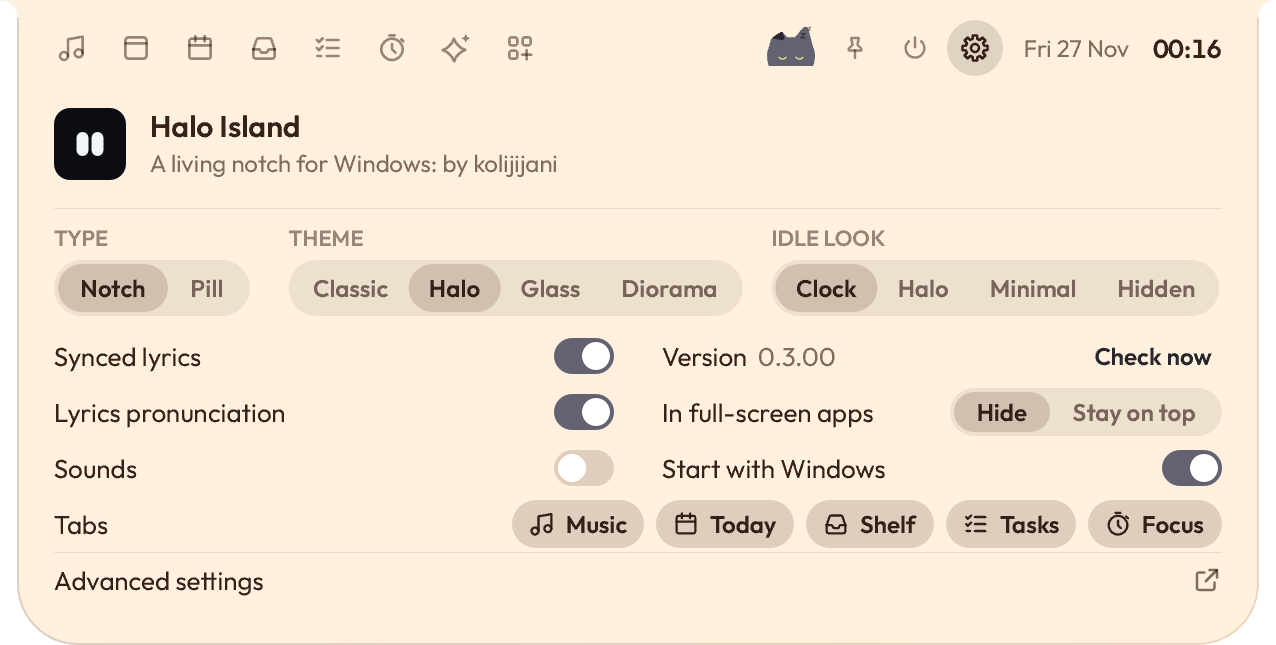 Fri 27 Nov 00:16
Halo Island
A living notch for Windows: by kolijijani
TYPE THEME IDLE LOOK
Notch Pill Classic Halo Glass Diorama Clock Halo Minimal Hidden
Synced lyrics Version 0.3.00 Check now
Lyrics pronunciation In full-screen apps Hide Stay on top
Sounds Start with Windows
Tabs Music Today Shelf Tasks Focus
Advanced settings